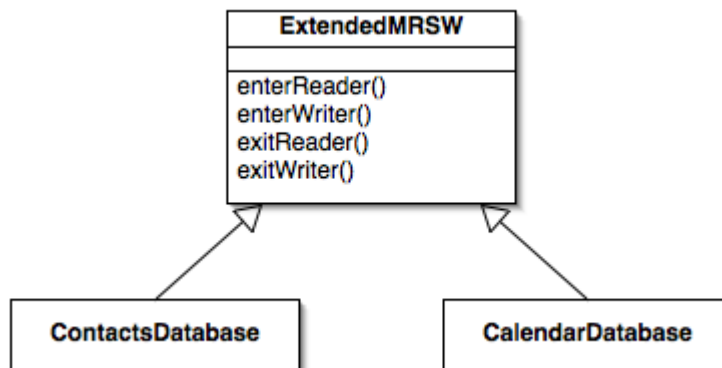 ExtendedMRSW
enterReader()
enterWriter()
exitReader()
exitWriter()
ContactsDatabase
CalendarDatabase